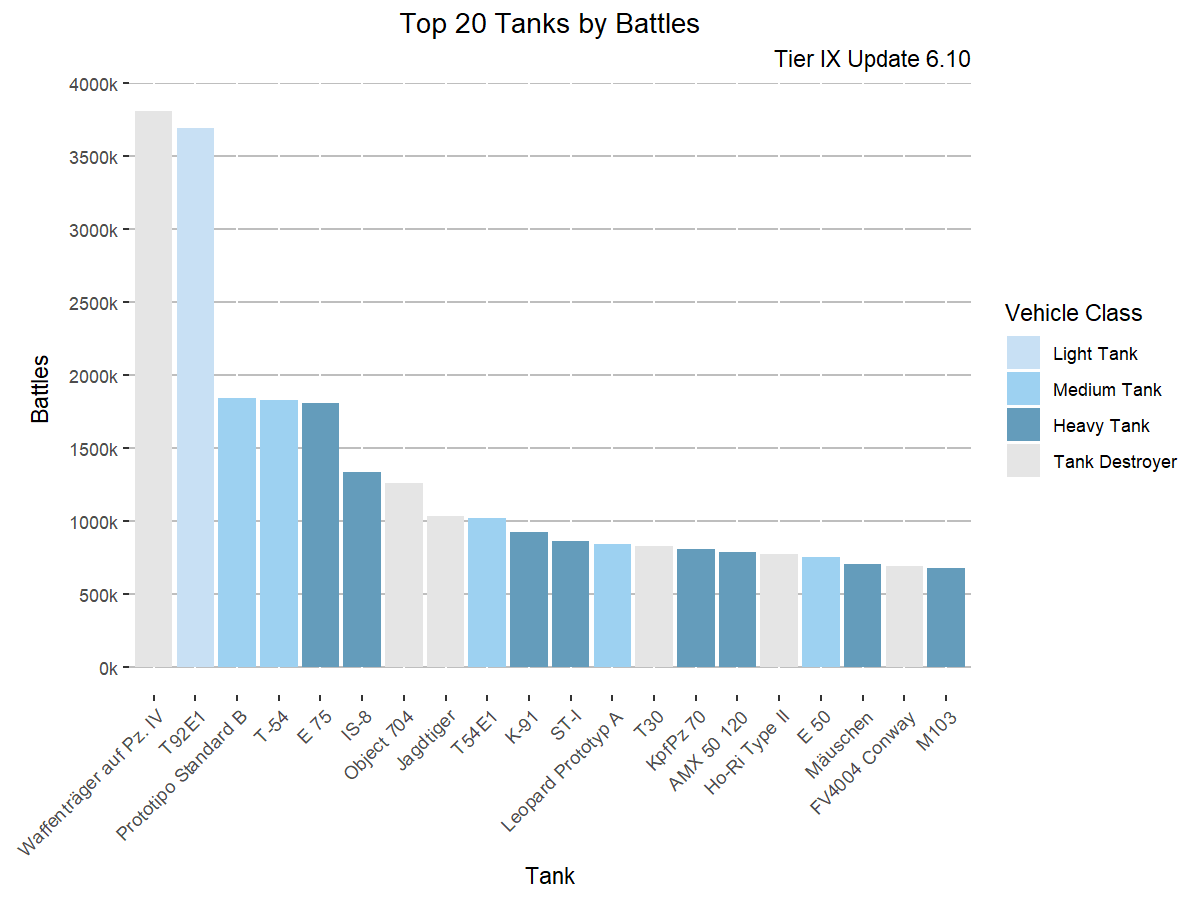 Top 20 Tanks by Battles
Tier IX Update 6.10
Battles
4000k
3500k
3000k
2500k
2000k
1500k
1000k
500k
0k
Waffenträger auf Pz. IV
T92E1
Prototipo Standard B
T-54
E 75
IS-8
Object 704
Jagdtiger
T54E1
K-91
ST-I
Leopard Prototyp A
T30
KpfPz 70
AMX 50 120
Ho-Ri Type II
E 50
Mäuschen
FV4004 Conway
M103
Tank
Vehicle Class
Light Tank
Medium Tank
Heavy Tank
Tank Destroyer